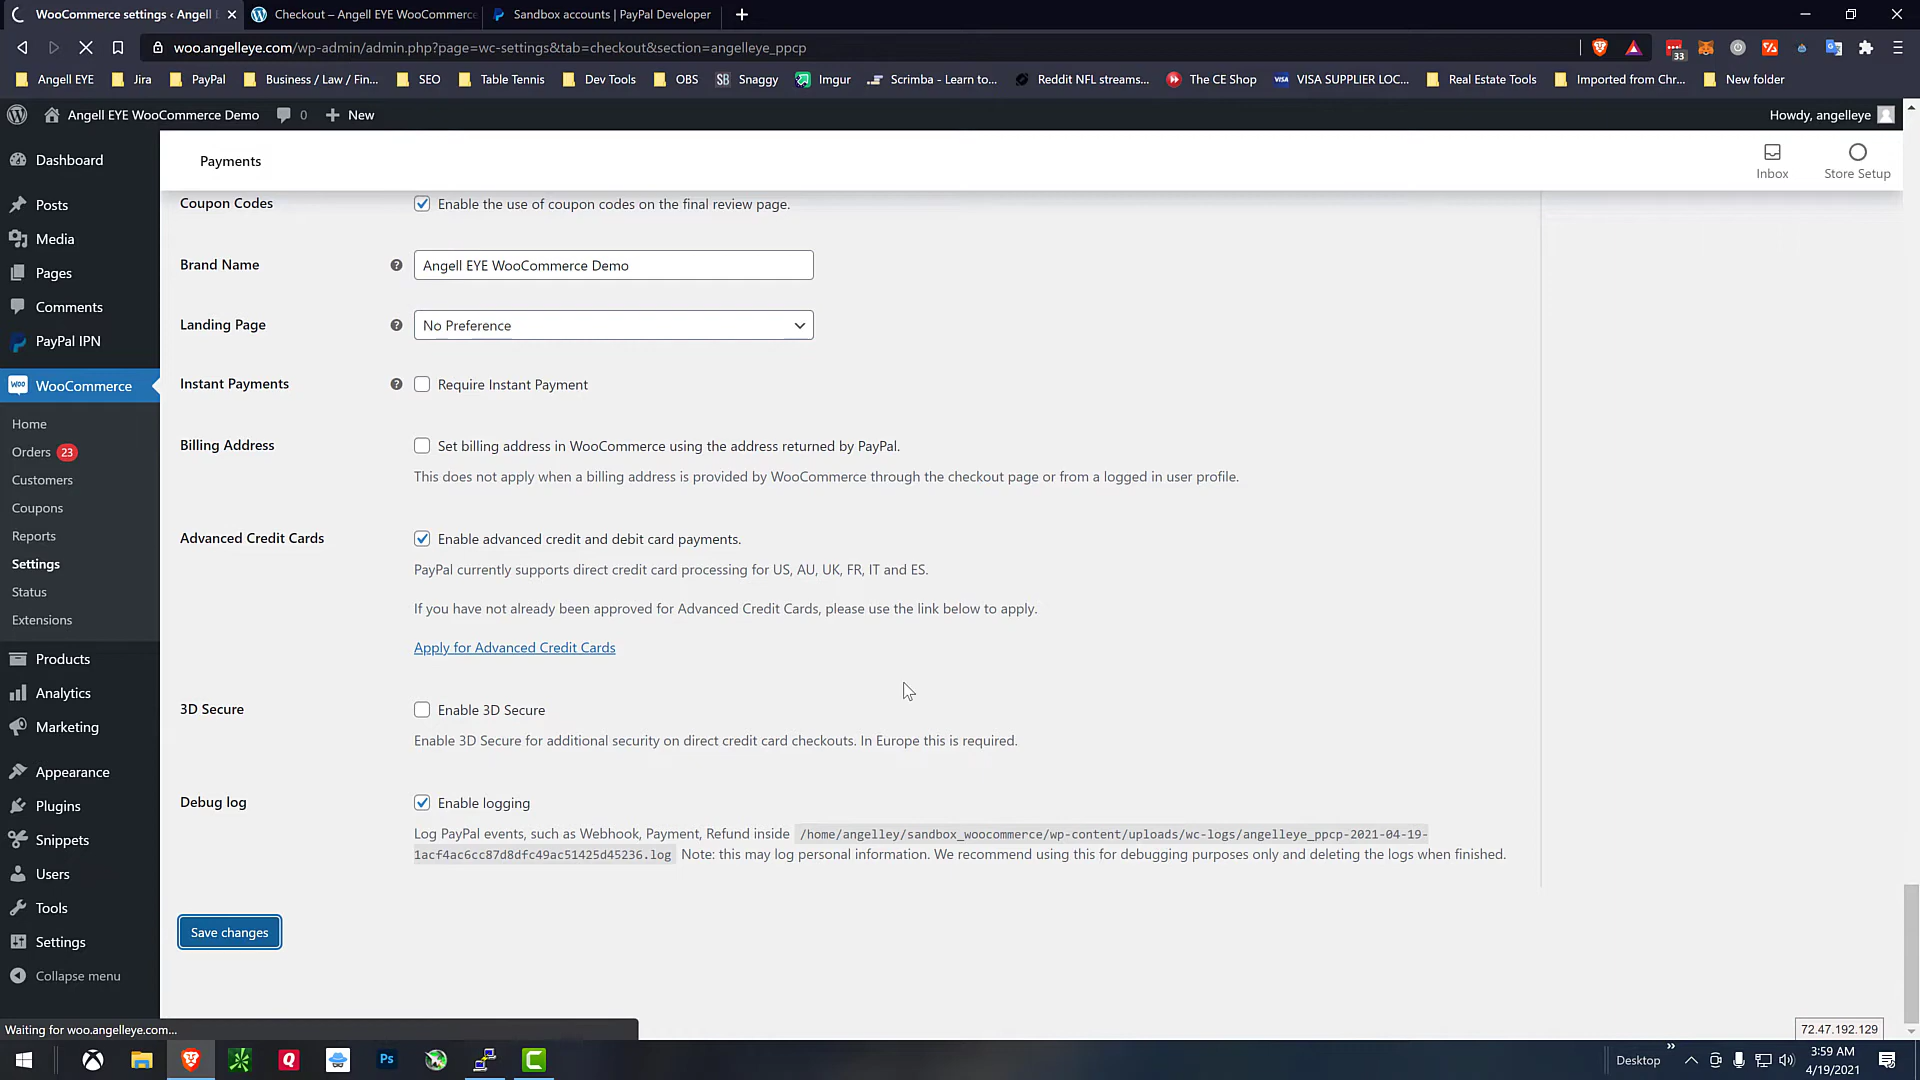 WooCommerce settings ‹ Angell E
Checkout – Angell EYE WooCommerce
Sandbox accounts | PayPal Developer
woo.angelleye.com/wp-admin/admin.php?page=wc-settings&tab=checkout&section=angelleye_ppcp
33
Angell EYE
Jira
PayPal
Business / Law / Fin...
SEO
Table Tennis
Dev Tools
OBS
SB Snaggy
Imgur
Scrimba - Learn to...
Reddit NFL streams...
The CE Shop
VISA VISA SUPPLIER LOC...
Real Estate Tools
Imported from Chr...
New folder
Angell EYE WooCommerce Demo
0
New
Howdy, angelleye
Payments
Inbox
Store Setup
Dashboard
Posts
Media
Pages
Comments
PayPal IPN
WooCommerce
Home
Orders 23
Customers
Coupons
Reports
Settings
Status
Extensions
Products
Analytics
Marketing
Appearance
Plugins
Snippets
Users
Tools
Settings
Collapse menu
Coupon Codes
Enable the use of coupon codes on the final review page.
Brand Name
Angell EYE WooCommerce Demo
Landing Page
No Preference
Instant Payments
Require Instant Payment
Billing Address
Set billing address in WooCommerce using the address returned by PayPal.
This does not apply when a billing address is provided by WooCommerce through the checkout page or from a logged in user profile.
Advanced Credit Cards
Enable advanced credit and debit card payments.
PayPal currently supports direct credit card processing for US, AU, UK, FR, IT and ES.
If you have not already been approved for Advanced Credit Cards, please use the link below to apply.
Apply for Advanced Credit Cards
3D Secure
Enable 3D Secure
Enable 3D Secure for additional security on direct credit card checkouts. In Europe this is required.
Debug log
Enable logging
Log PayPal events, such as Webhook, Payment, Refund inside /home/angelley/sandbox_woocommerce/wp-content/uploads/wc-logs/angelleye_ppcp-2021-04-19-
1acf4ac6cc87d8dfc49ac51425d45236.log Note: this may log personal information. We recommend using this for debugging purposes only and deleting the logs when finished.
Save changes
Waiting for woo.angelleye.com...
72.47.192.129
Desktop
3:59 AM
4/19/2021